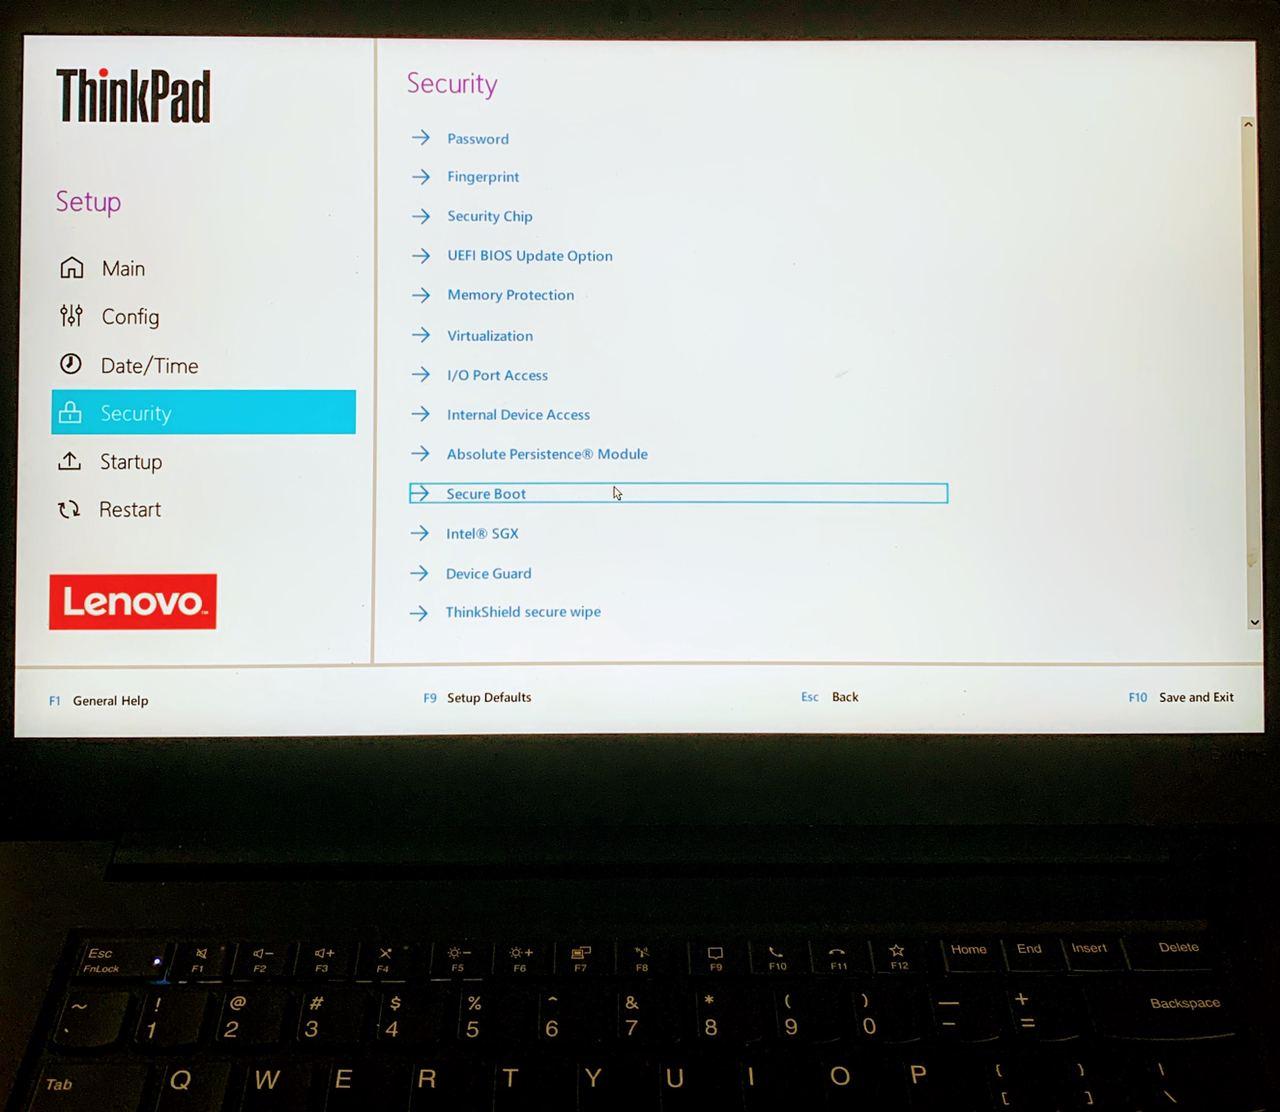 ThinkPad
Setup
Main
Config
Date/Time
Security
Startup
Restart
Lenovo
Security
Password
Fingerprint
Security Chip
UEFI BIOS Update Option
Memory Protection
Virtualization
I/O Port Access
Internal Device Access
Absolute Persistence® Module
Secure Boot
Intel® SGX
Device Guard
ThinkShield secure wipe
F1 General Help
F9 Setup Defaults
Esc Back
F10 Save and Exit
Esc
FnLock
F1
F2
F3
F4
F5
F6
F7
F8
F9
F10
F11
F12
Home
End
Insert
Delete
~ ! @ # $ % ^ & * ( ) — +
` 1 2 3 4 5 6 7 8 9 0 - =
Backspace
Tab
Q W E R T Y U I O P
{ } |
[ ] \